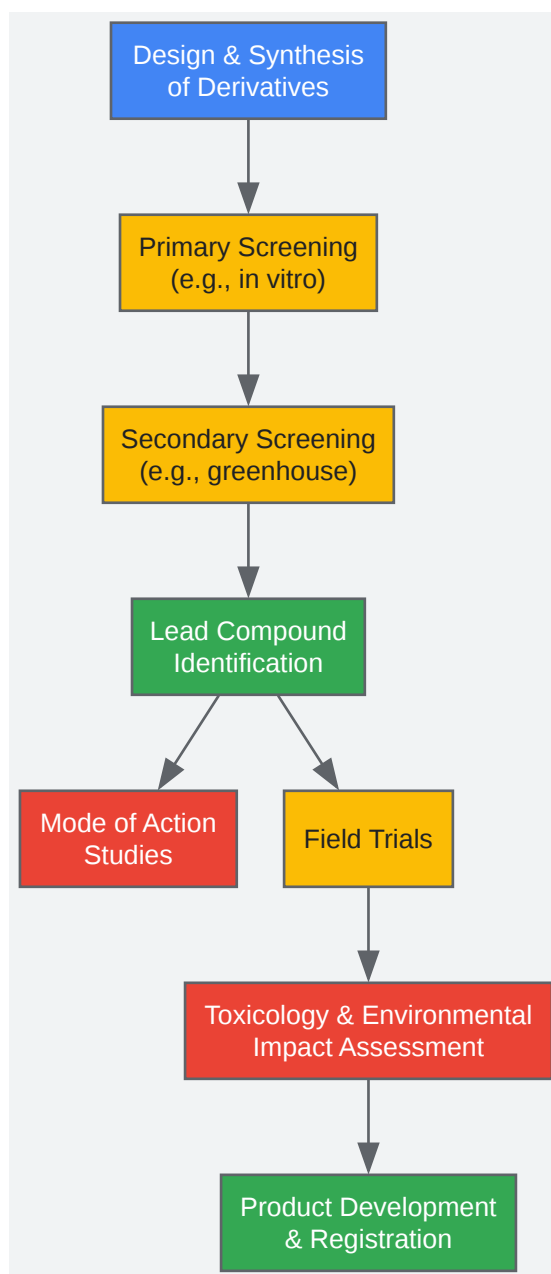 Design & Synthesis
of Derivatives
Primary Screening
(e.g., in vitro)
Secondary Screening
(e.g., greenhouse)
Lead Compound
Identification
Mode of Action
Studies
Field Trials
Toxicology & Environmental
Impact Assessment
Product Development
& Registration